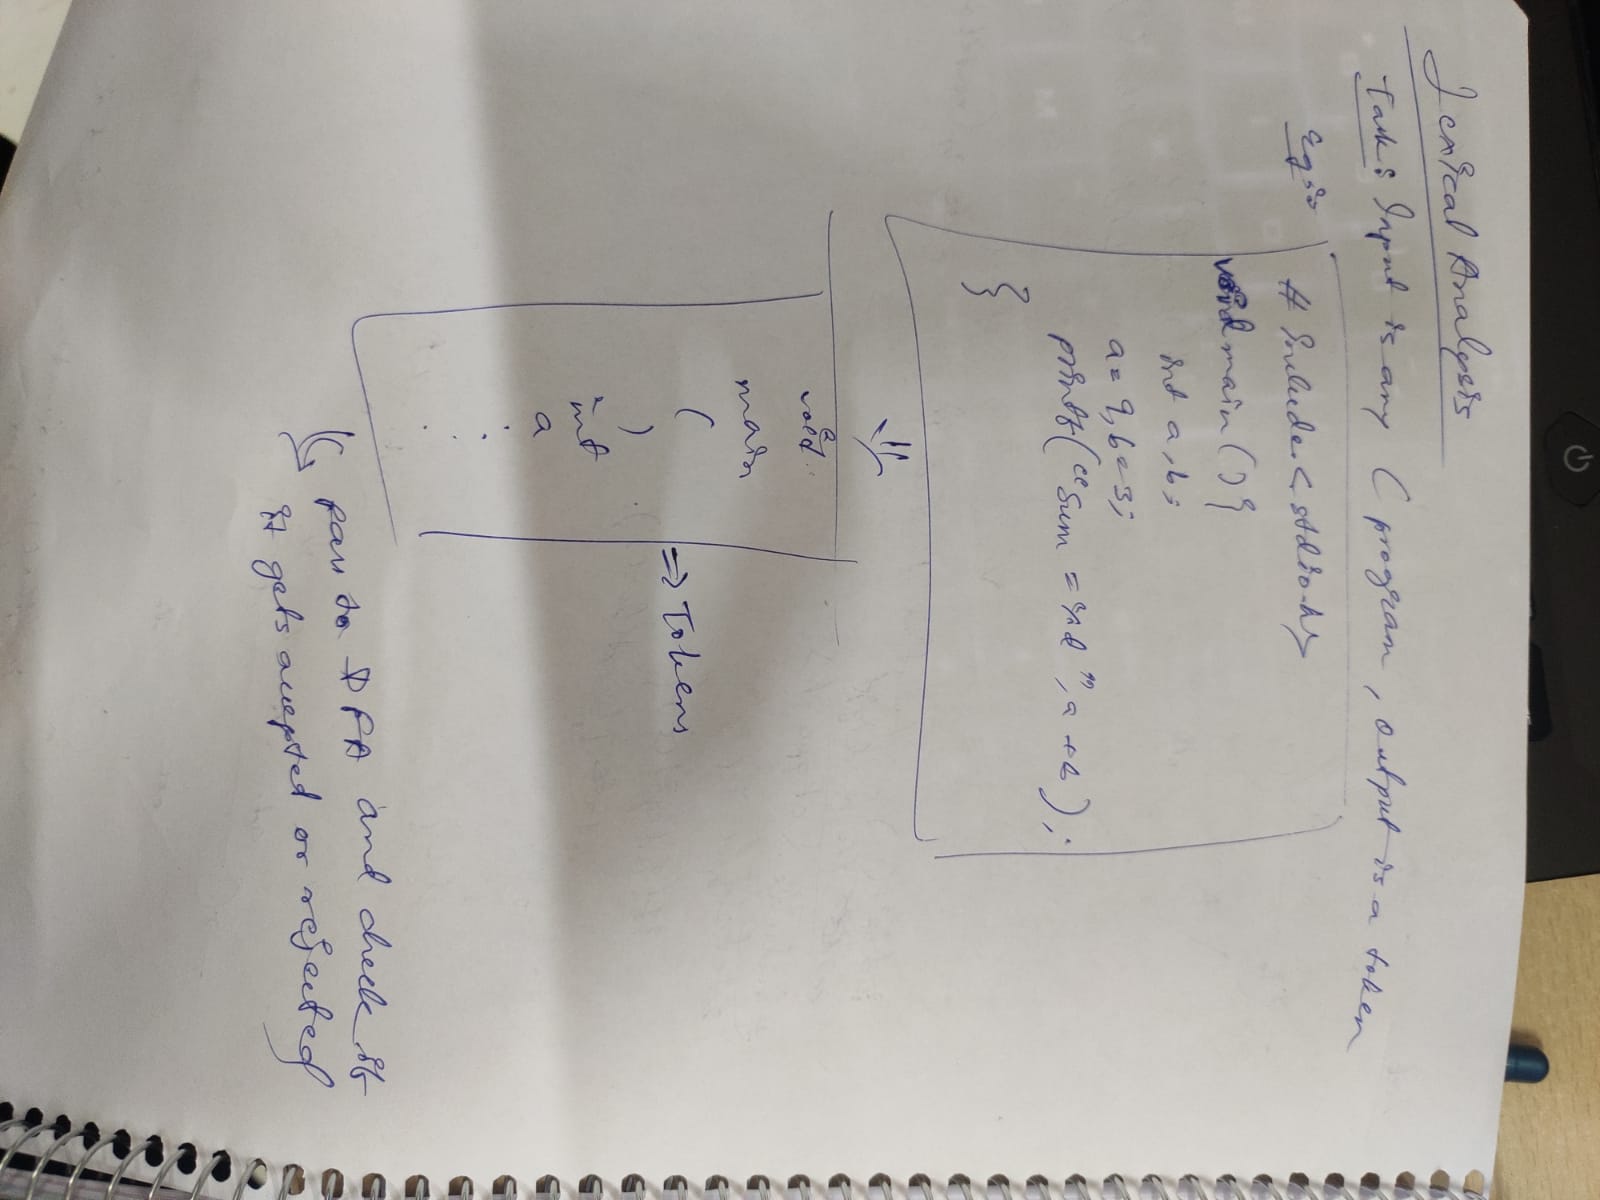 Lexical Analysis
Task: Input is any C program, output is a token
Eg:-
# include <stdio.h>
void main() {
int a,b;
a = 9, b = 3;
printf("Sum = %d", a+b);
}
void
main
(
)
int
a
⇒ Tokens
pass to DFA and check if
it gets accepted or rejected